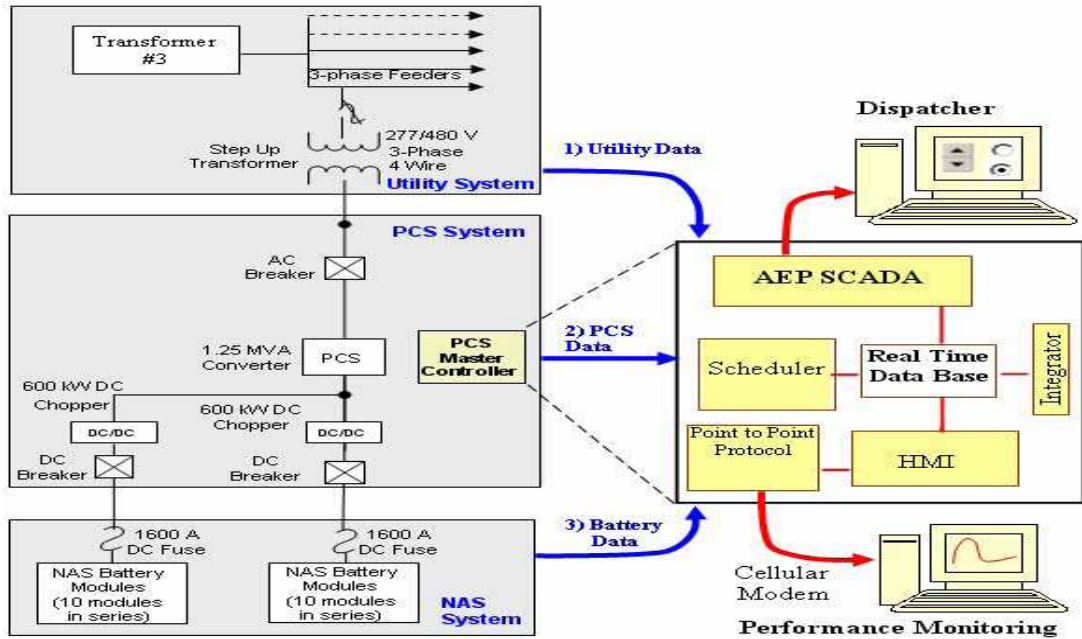 Transformer
#3
3-phase Feeders
Step Up
Transformer
277/480 V
3-Phase
4 Wire
Utility System
PCS System
AC
Breaker
1.25 MVA
Converter
PCS
PCS
Master
Controller
600 kW DC
Chopper
600 kW DC
Chopper
DC/DC
DC/DC
DC
Breaker
DC
Breaker
1600 A
DC Fuse
1600 A
DC Fuse
NAS Battery
Modules
(10 modules
in series)
NAS Battery
Modules
(10 modules
in series)
NAS
System
1) Utility Data
2) PCS
Data
3) Battery
Data
Dispatcher
AEP SCADA
Scheduler
Real Time
Data Base
Integrator
Point to Point
Protocol
HMI
Cellular
Modem
Performance Monitoring